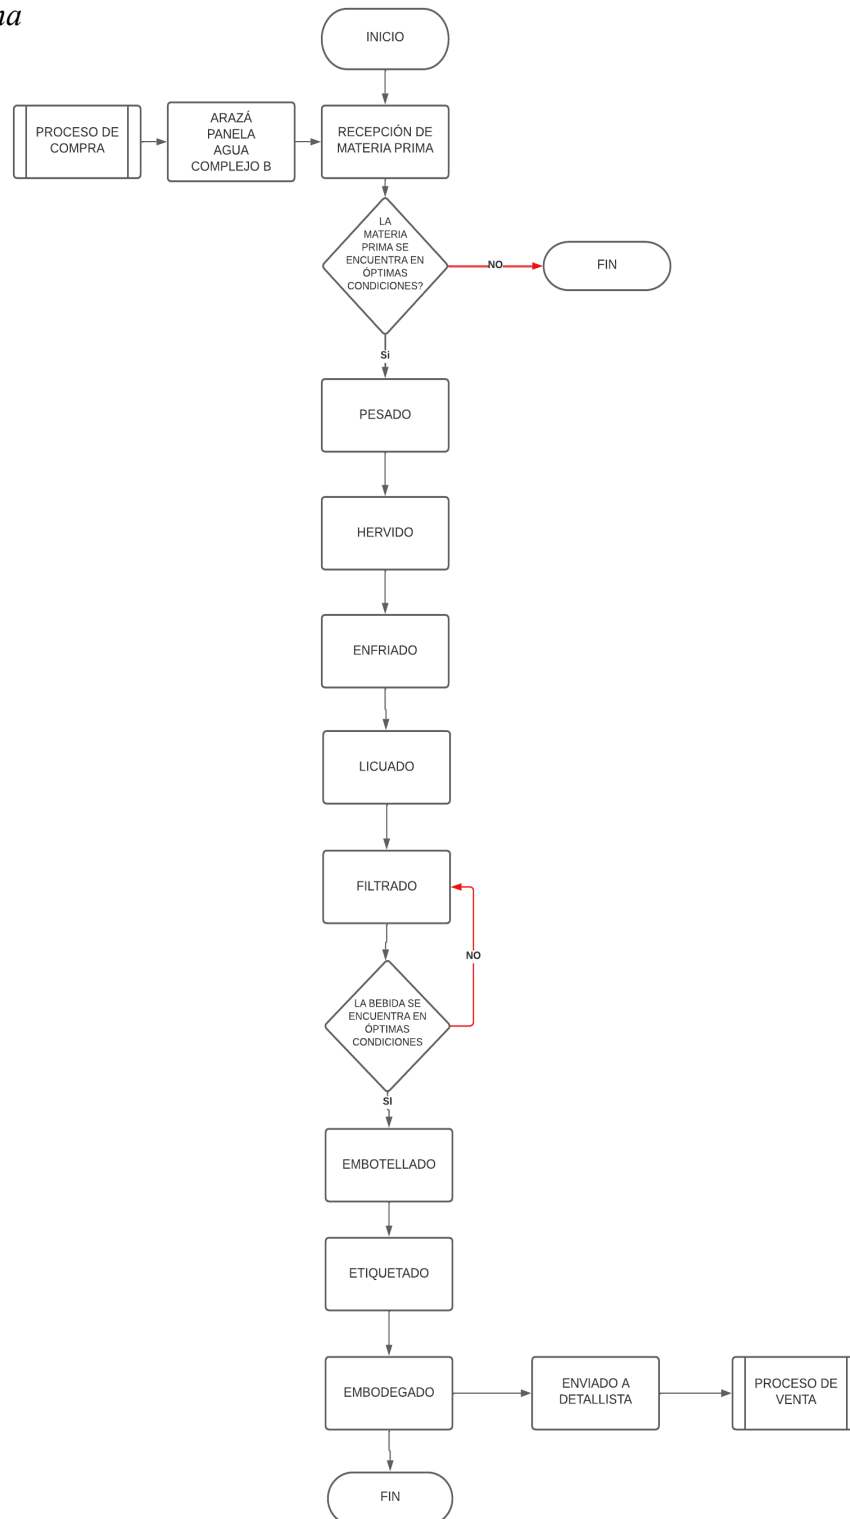 INICIO
PROCESO DE
COMPRA
ARAZÁ
PANELA
AGUA
COMPLEJO B
RECEPCIÓN DE
MATERIA PRIMA
LA
MATERIA
PRIMA SE
ENCUENTRA EN
ÓPTIMAS
CONDICIONES?
NO
FIN
Si
PESADO
HERVIDO
ENFRIADO
LICUADO
FILTRADO
NO
LA BEBIDA SE
ENCUENTRA EN
ÓPTIMAS
CONDICIONES
SI
EMBOTELLADO
ETIQUETADO
EMBODEGADO
ENVIADO A
DETALLISTA
PROCESO DE
VENTA
FIN